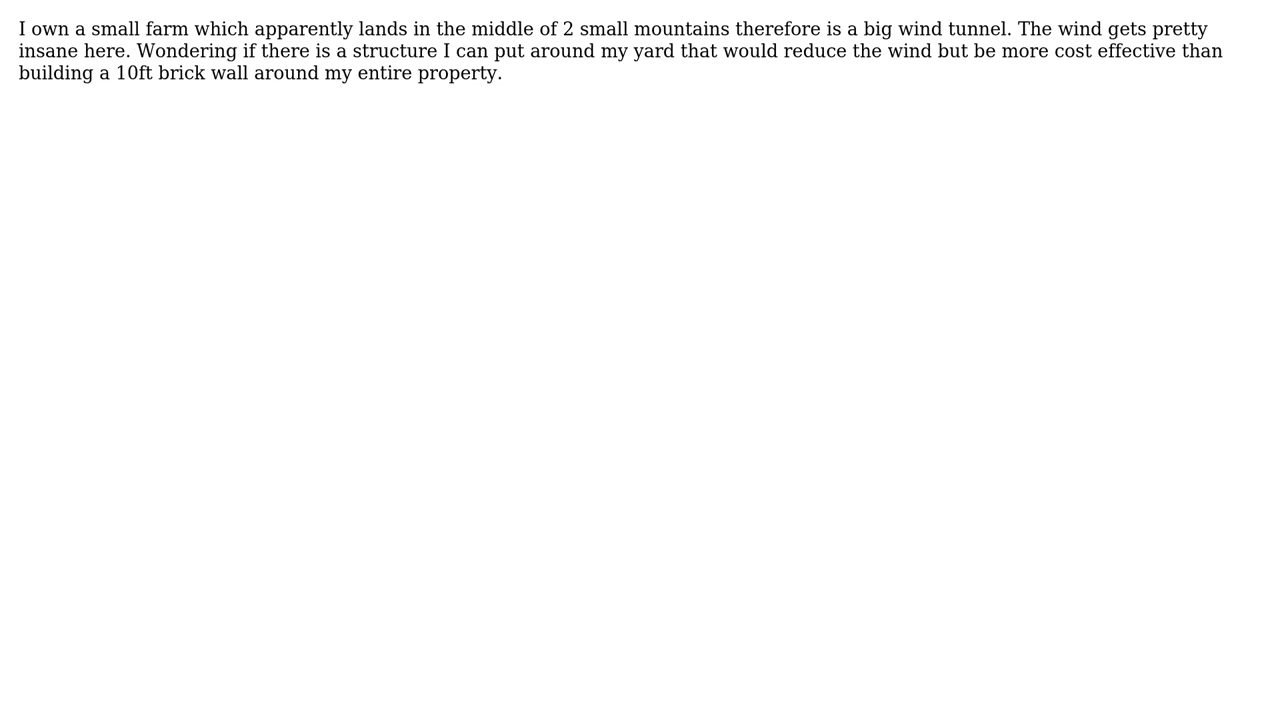 I own a small farm which apparently lands in the middle of 2 small mountains therefore is a big wind tunnel. The wind gets pretty
insane here. Wondering if there is a structure I can put around my yard that would reduce the wind but be more cost effective than
building a 10ft brick wall around my entire property.